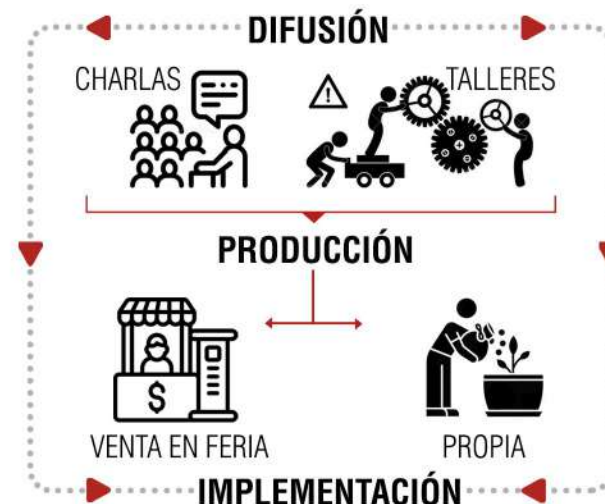 DIFUSIÓN
CHARLAS
TALLERES
!
PRODUCCIÓN
$
VENTA EN FERIA
PROPIA
IMPLEMENTACIÓN